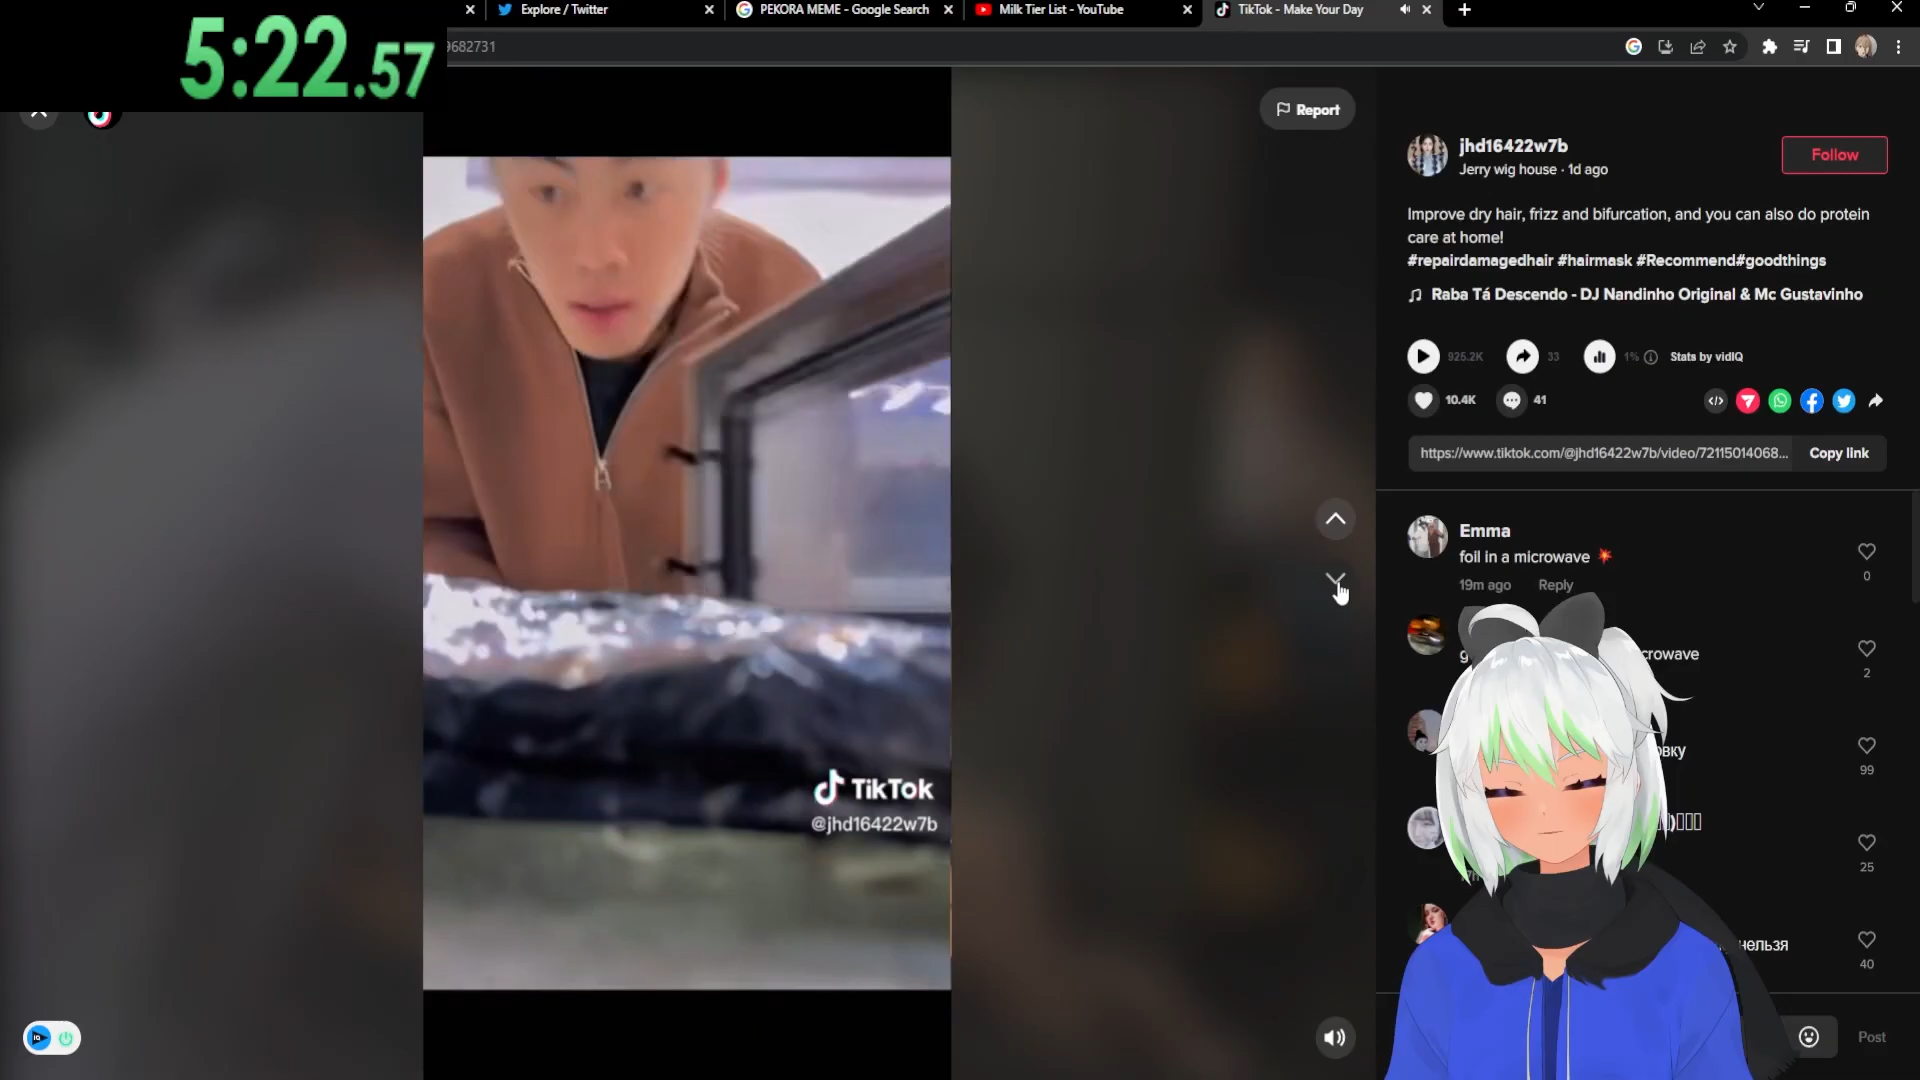 5:22.57
Explore / Twitter
PEKORA MEME - Google Search
Milk Tier List - YouTube
TikTok - Make Your Day
9682731
Report
jhd16422w7b
Jerry wig house · 1d ago
Follow
Improve dry hair, frizz and bifurcation, and you can also do protein
care at home!
#repairdamagedhair #hairmask #Recommend#goodthings
Raba Tá Descendo - DJ Nandinho Original & Mc Gustavinho
925.2K
33
1%
Stats by vidIQ
10.4K
41
https://www.tiktok.com/@jhd16422w7b/video/72115014068...
Copy link
Emma
foil in a microwave
19m ago
Reply
0
crowave
2
овку
99
25
нельзя
40
TikTok
@jhd16422w7b
Post